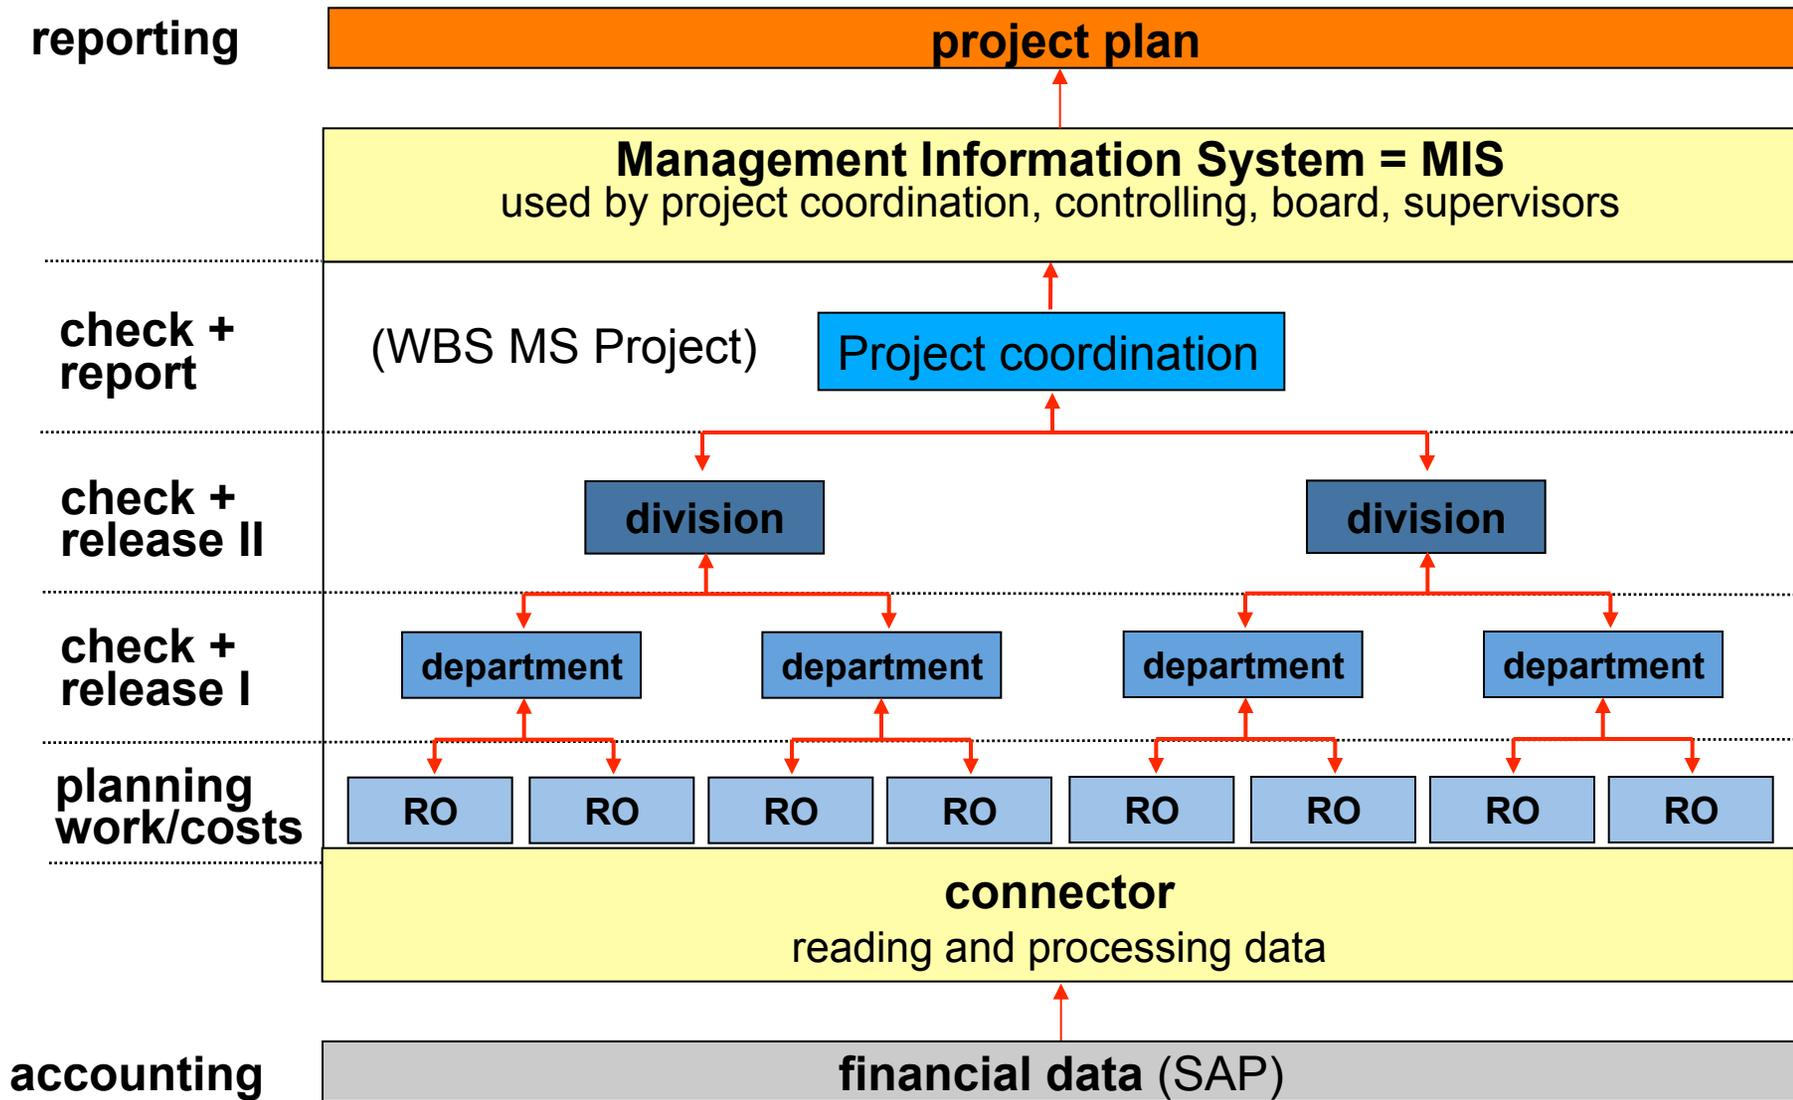 reporting
project plan
Management Information System = MIS
used by project coordination, controlling, board, supervisors
check +
report
(WBS MS Project)
Project coordination
check +
release II
division
division
check +
release I
department
department
department
department
planning
work/costs
RO
RO
RO
RO
RO
RO
RO
RO
connector
reading and processing data
accounting
financial data (SAP)